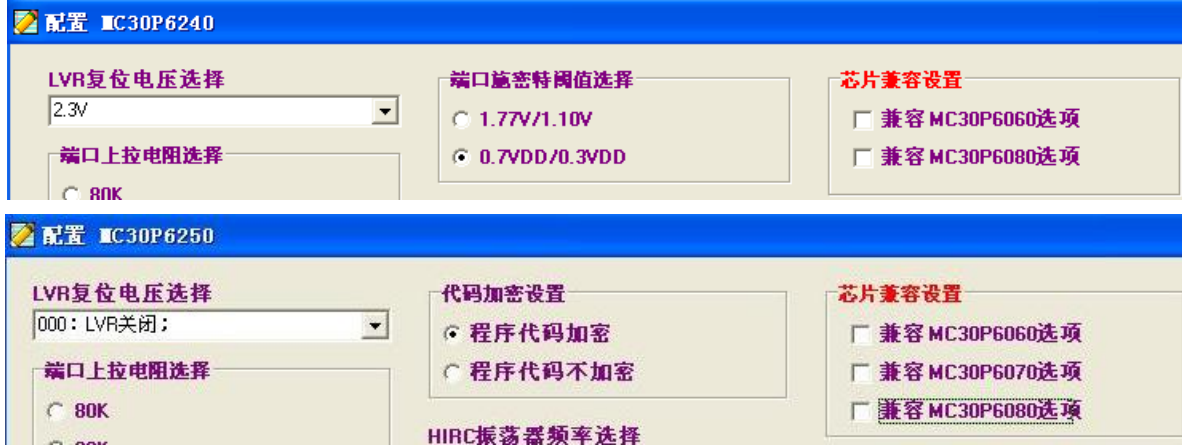 配置 MC30P6240
LVR复位电压选择
2.3V
端口上拉电阻选择
80K
端口施密特阈值选择
1.77V/1.10V
0.7VDD/0.3VDD
芯片兼容设置
兼容MC30P6060选项
兼容MC30P6080选项
配置 MC30P6250
LVR复位电压选择
000：LVR关闭；
端口上拉电阻选择
80K
代码加密设置
程序代码加密
程序代码不加密
HIRC振荡器频率选择
芯片兼容设置
兼容MC30P6060选项
兼容MC30P6070选项
兼容MC30P6080选项